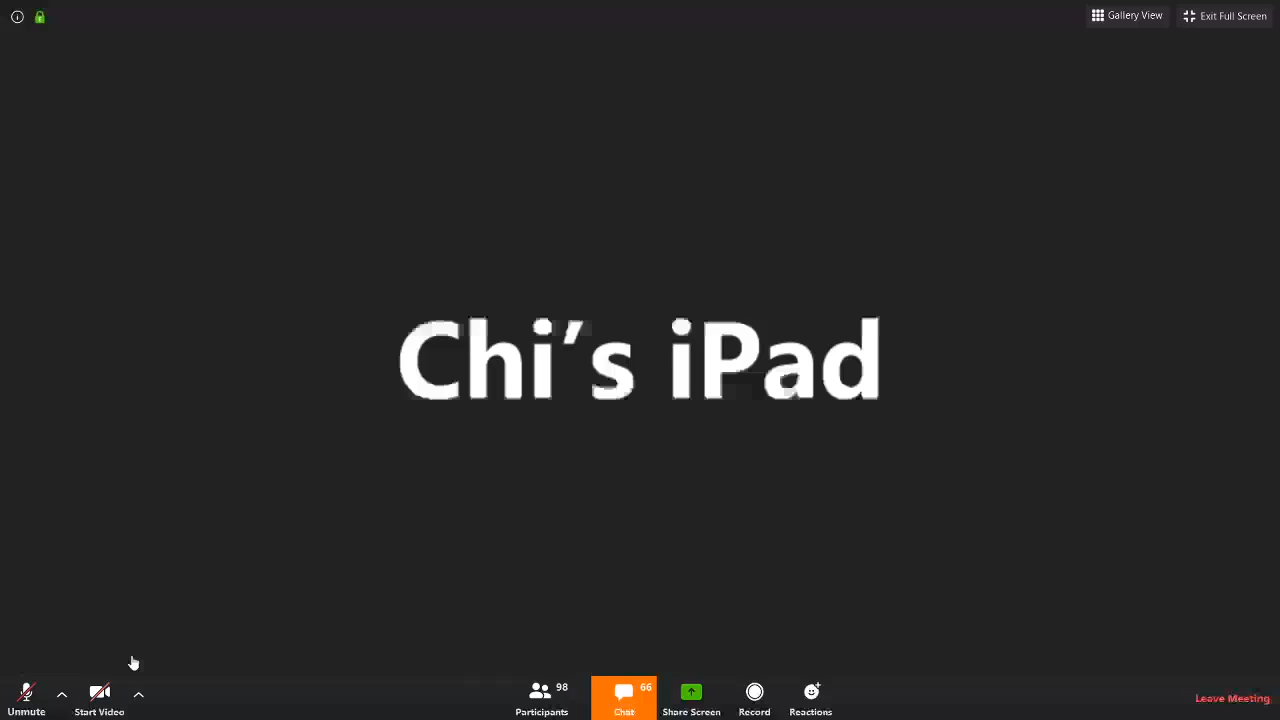 Gallery View
Exit Full Screen
Chi’s iPad
98
66
Unmute
Start Video
Participants
Chat
Share Screen
Record
Reactions
Leave Meeting